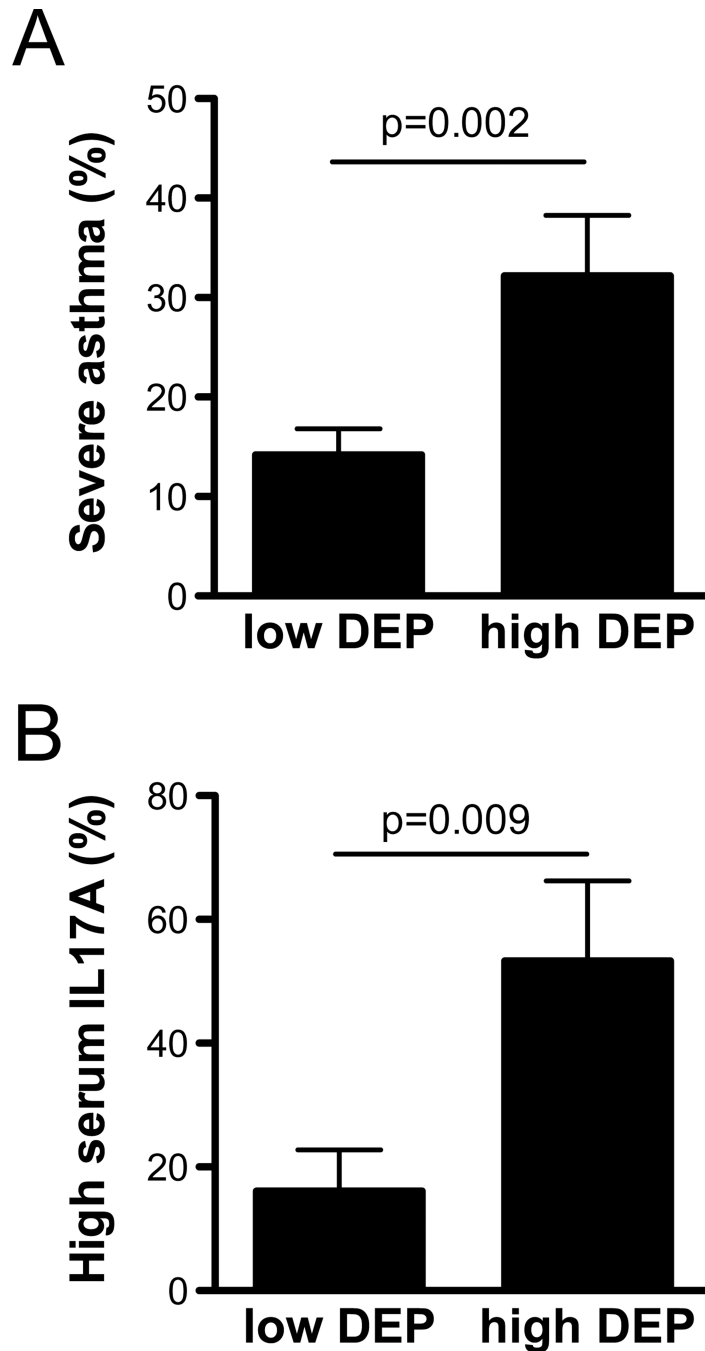 A
50
p=0.002
40
30
20
10
0
Severe asthma (%)
low DEP high DEP
B
80
p=0.009
60
40
20
0
High serum IL17A (%)
low DEP high DEP